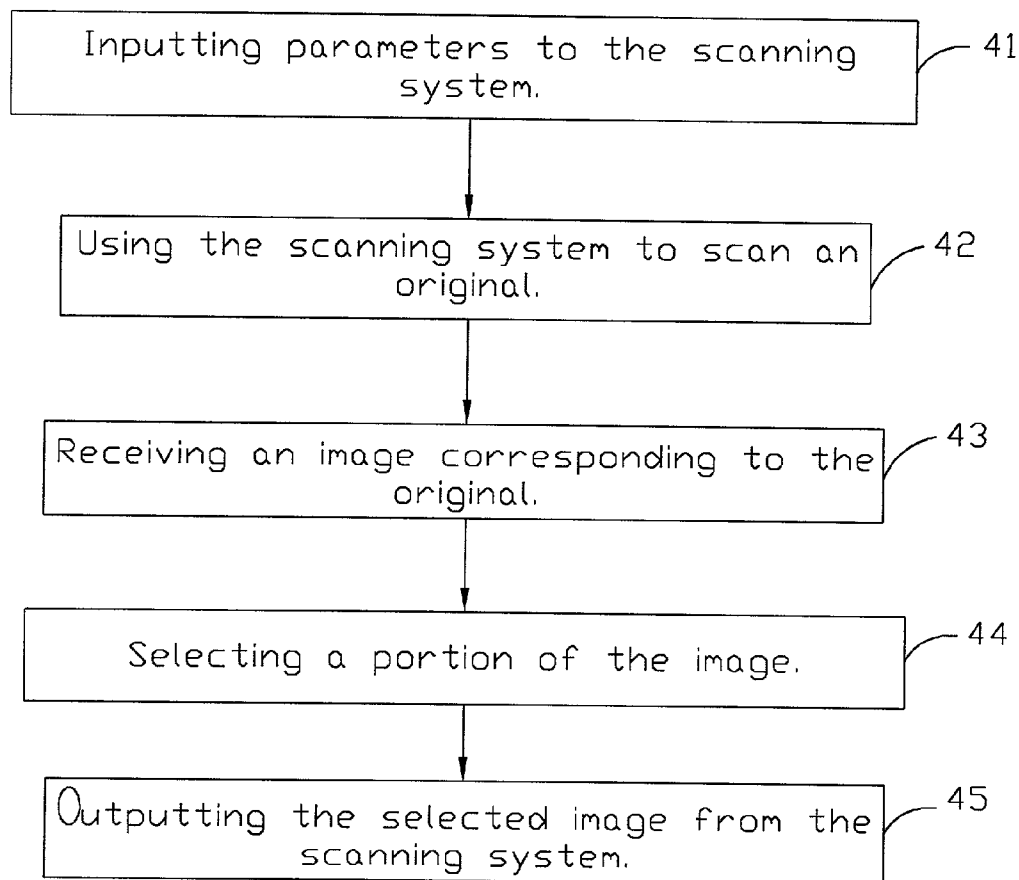 Inputting parameters to the scanning
system.
41
Using the scanning system to scan an
original.
42
Receiving an image corresponding to the
original.
43
Selecting a portion of the image.
44
Outputting the selected image from the
scanning system.
45